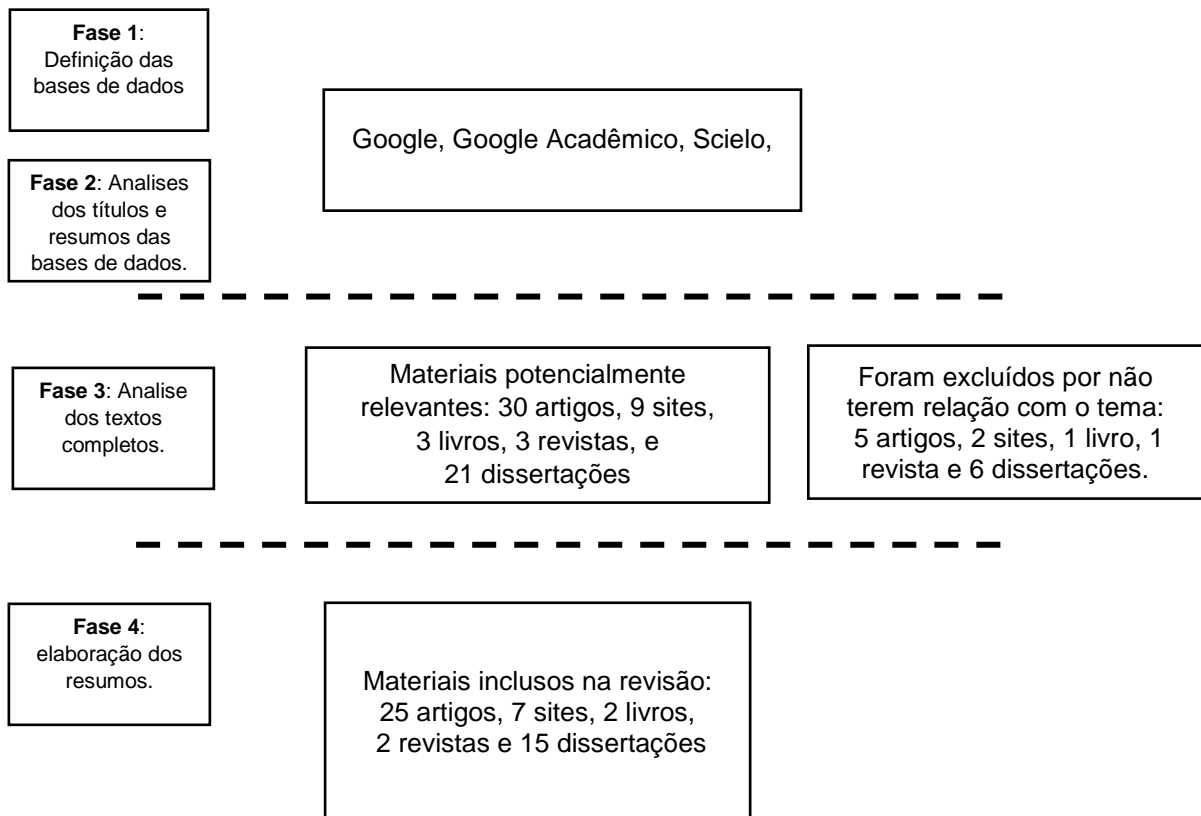 Fase 1:
Definição das
bases de dados
Google, Google Acadêmico, Scielo,
Fase 2: Analises
dos títulos e
resumos das
bases de dados.
Fase 3: Analise
dos textos
completos.
Materiais potencialmente
relevantes: 30 artigos, 9 sites,
3 livros, 3 revistas, e
21 dissertações
Foram excluídos por não
terem relação com o tema:
5 artigos, 2 sites, 1 livro, 1
revista e 6 dissertações.
Fase 4:
elaboração dos
resumos.
Materiais inclusos na revisão:
25 artigos, 7 sites, 2 livros,
2 revistas e 15 dissertações